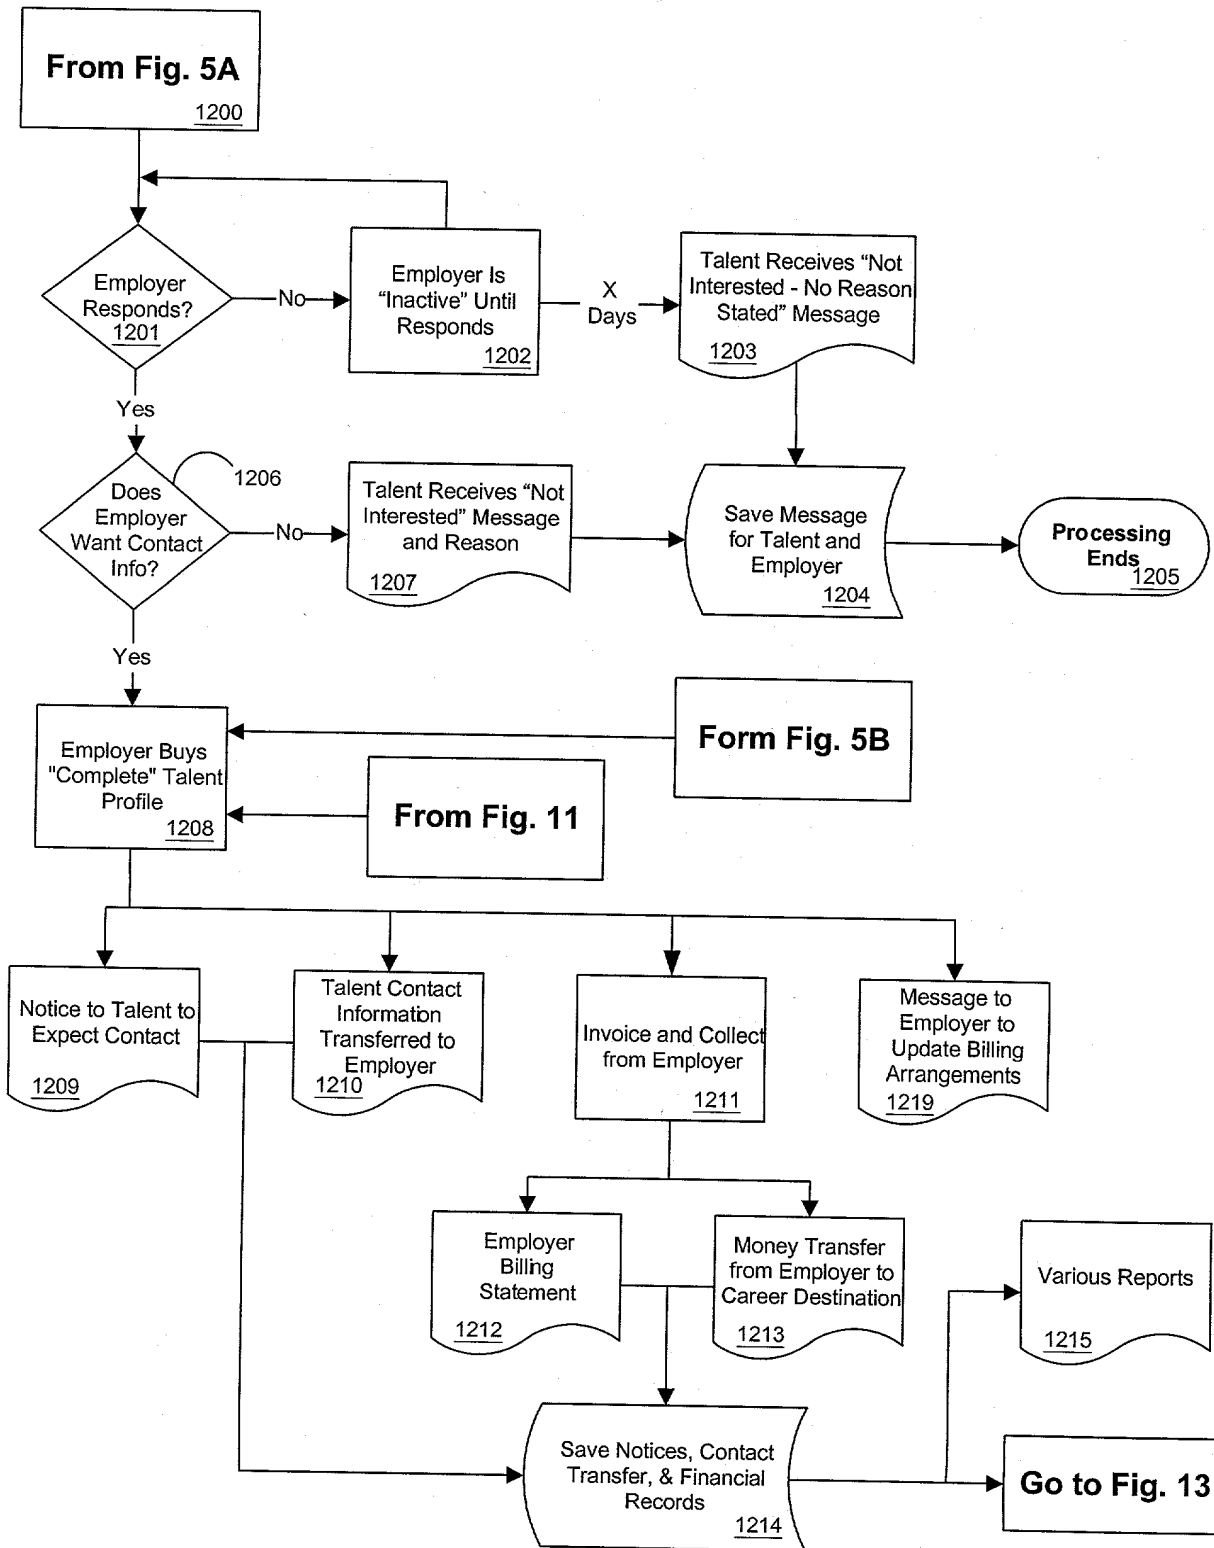 From Fig. 5A
1200
Employer
Responds?
1201
No
Employer Is
“Inactive” Until
Responds
1202
X
Days
Talent Receives “Not
Interested - No Reason
Stated” Message
1203
Yes
1206
Does
Employer
Want Contact
Info?
No
Talent Receives “Not
Interested” Message
and Reason
1207
Save Message
for Talent and
Employer
1204
Processing
Ends
1205
Yes
Employer Buys
"Complete" Talent
Profile
1208
Form Fig. 5B
From Fig. 11
Notice to Talent to
Expect Contact
1209
Talent Contact
Information
Transferred to
Employer
1210
Invoice and Collect
from Employer
1211
Message to
Employer to
Update Billing
Arrangements
1219
Employer
Billing
Statement
1212
Money Transfer
from Employer to
Career Destination
1213
Various Reports
1215
Save Notices, Contact
Transfer, & Financial
Records
1214
Go to Fig. 13